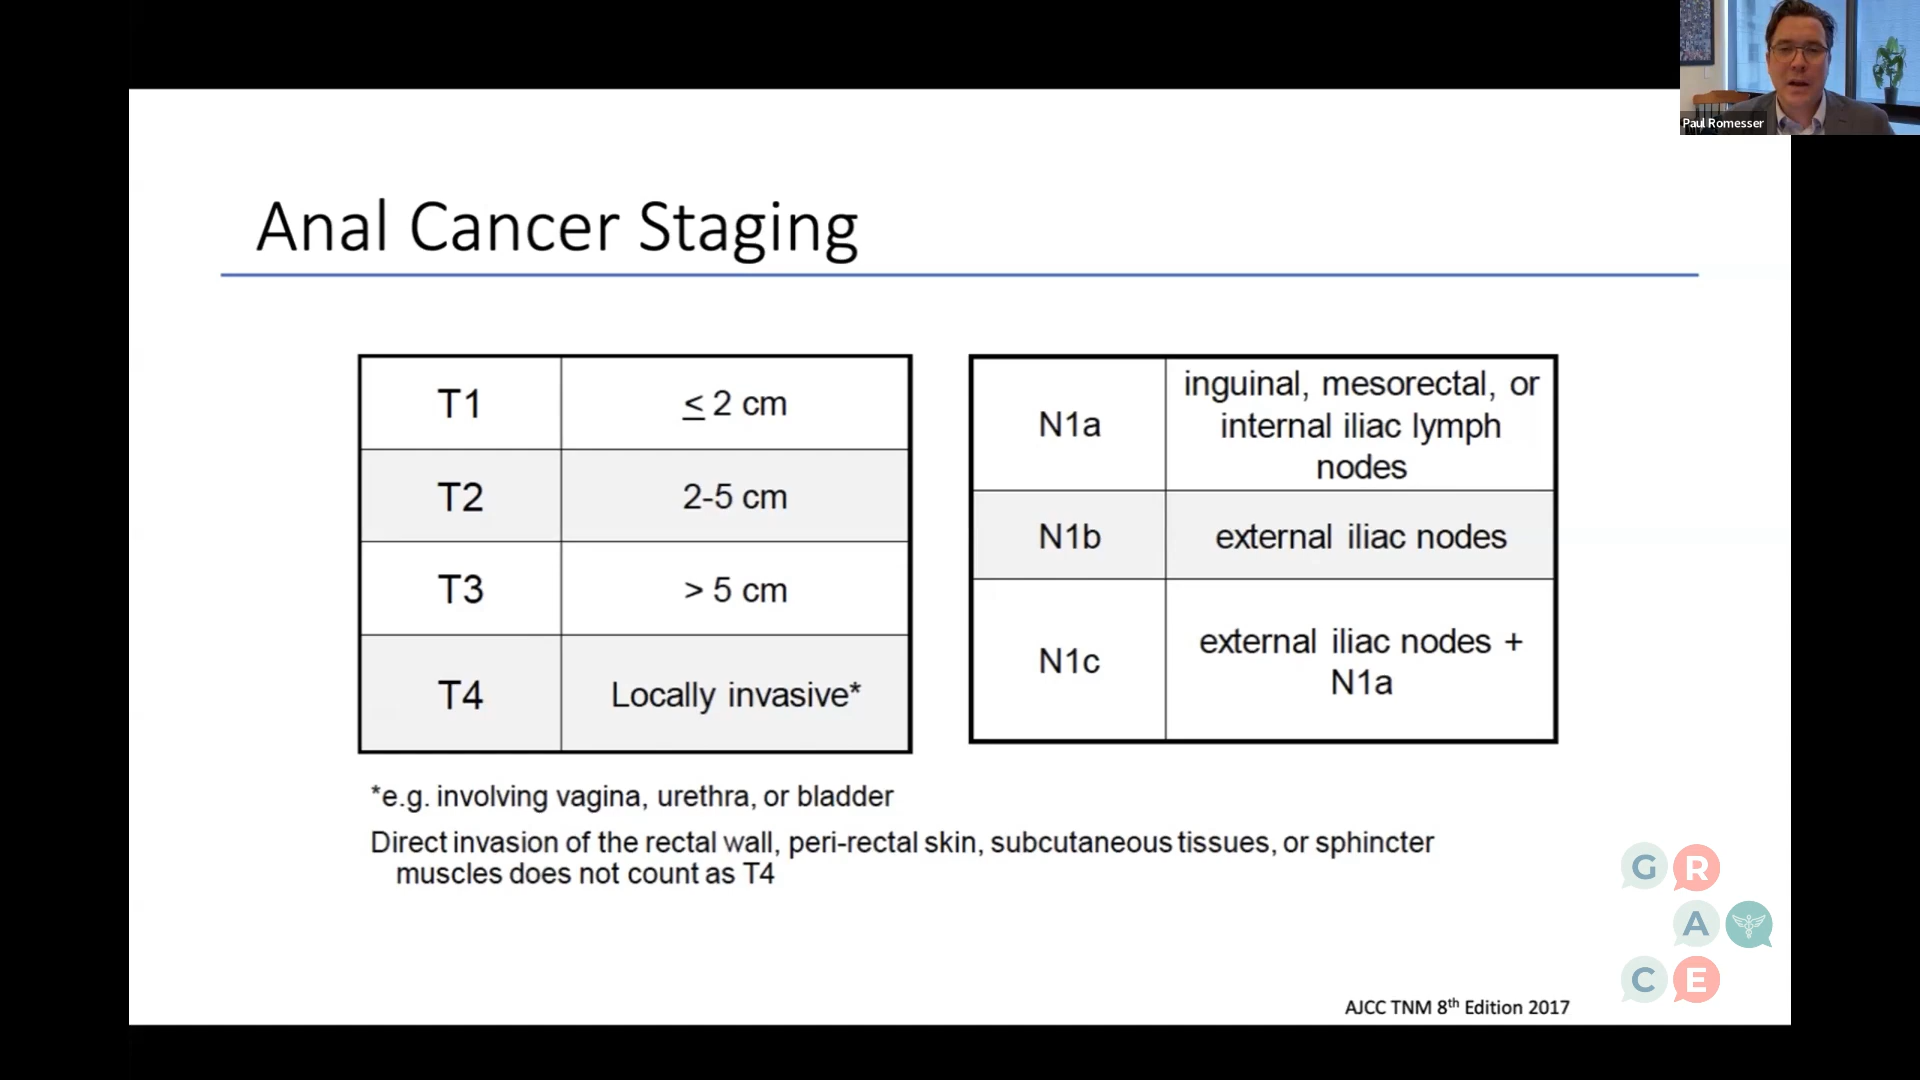 Paul Romesser
Anal Cancer Staging
T1
≤ 2 cm
T2
2-5 cm
T3
> 5 cm
T4
Locally invasive*
N1a
inguinal, mesorectal, or
internal iliac lymph
nodes
N1b
external iliac nodes
N1c
external iliac nodes +
N1a
*e.g. involving vagina, urethra, or bladder
Direct invasion of the rectal wall, peri-rectal skin, subcutaneous tissues, or sphincter
muscles does not count as T4
G R
A
C E
AJCC TNM 8th Edition 2017